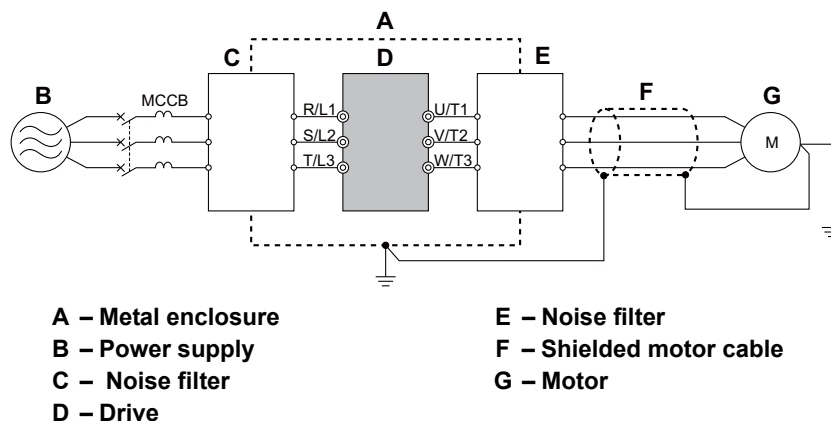 A
C
D
E
B
MCCB
F
G
R/L1
U/T1
S/L2
V/T2
M
T/L3
W/T3
A – Metal enclosure
B – Power supply
C – Noise filter
D – Drive
E – Noise filter
F – Shielded motor cable
G – Motor